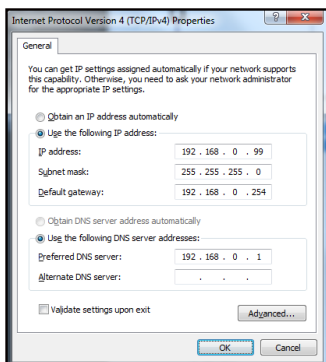 Internet Protocol Version 4 (TCP/IPv4) Properties
General
You can get IP settings assigned automatically if your network supports
this capability. Otherwise, you need to ask your network administrator
for the appropriate IP settings.
Obtain an IP address automatically
Use the following IP address:
IP address: 192 . 168 . 0 . 99
Subnet mask: 255 . 255 . 255 . 0
Default gateway: 192 . 168 . 0 . 254
Obtain DNS server address automatically
Use the following DNS server addresses:
Preferred DNS server: 192 . 168 . 0 . 1
Alternate DNS server: . . .
Validate settings upon exit
Advanced...
OK Cancel